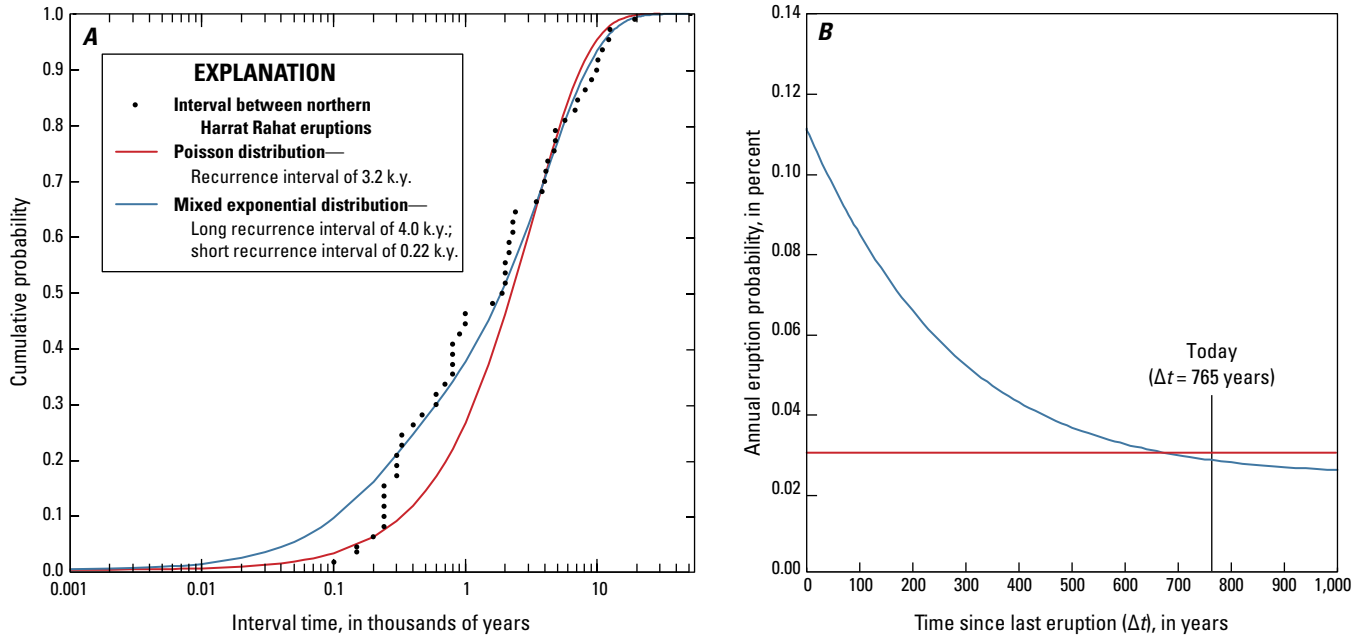 A
EXPLANATION
Interval between northern
Harrat Rahat eruptions
Poisson distribution—
Recurrence interval of 3.2 k.y.
Mixed exponential distribution—
Long recurrence interval of 4.0 k.y.;
short recurrence interval of 0.22 k.y.
Cumulative probability
1.0
0.9
0.8
0.7
0.6
0.5
0.4
0.3
0.2
0.1
0.0
0.001 0.01 0.1 1 10
Interval time, in thousands of years
B
Annual eruption probability, in percent
0.14
0.12
0.10
0.08
0.06
0.04
0.02
0.00
Today
(Δt = 765 years)
0 100 200 300 400 500 600 700 800 900 1,000
Time since last eruption (Δt), in years